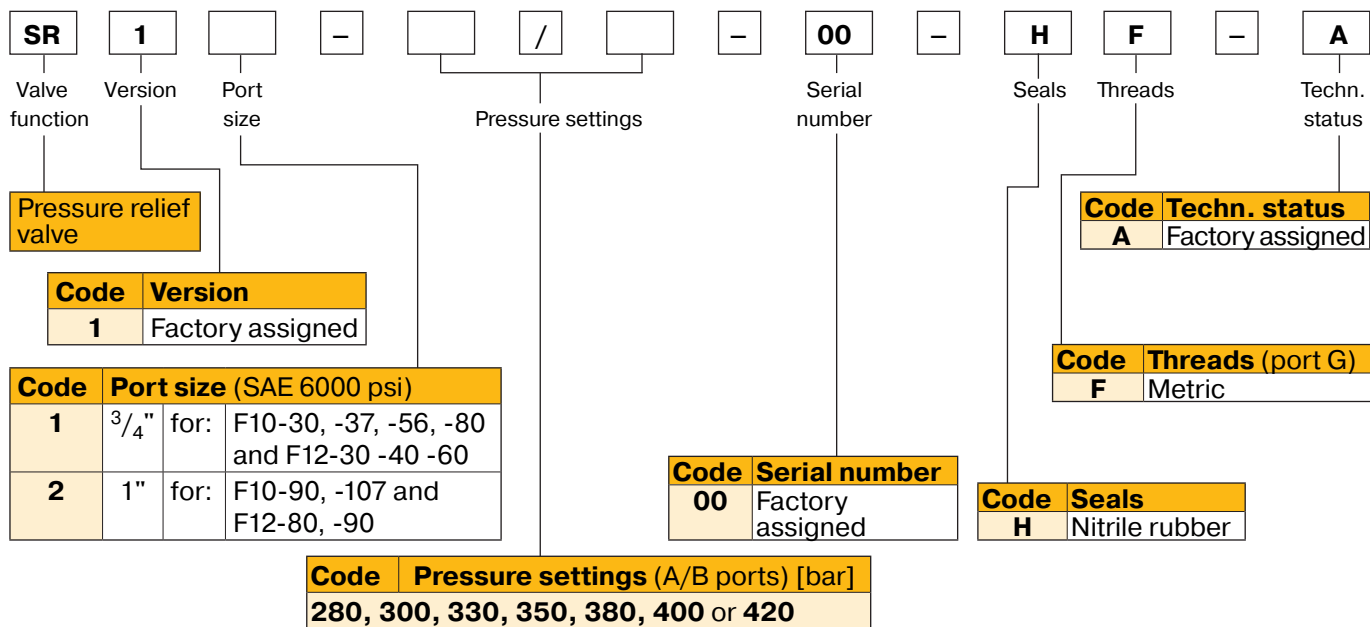 SR 1 – / – 00 – H F – A
Valve function
Version
Port size
Pressure settings
Serial number
Seals
Threads
Techn. status
Pressure relief
valve
Code Techn. status
A Factory assigned
Code Version
1 Factory assigned
Code Threads (port G)
F Metric
Code Port size (SAE 6000 psi)
1 3/4" for: F10-30, -37, -56, -80
and F12-30 -40 -60
2 1" for: F10-90, -107 and
F12-80, -90
Code Serial number
00 Factory
assigned
Code Seals
H Nitrile rubber
Code Pressure settings (A/B ports) [bar]
280, 300, 330, 350, 380, 400 or 420